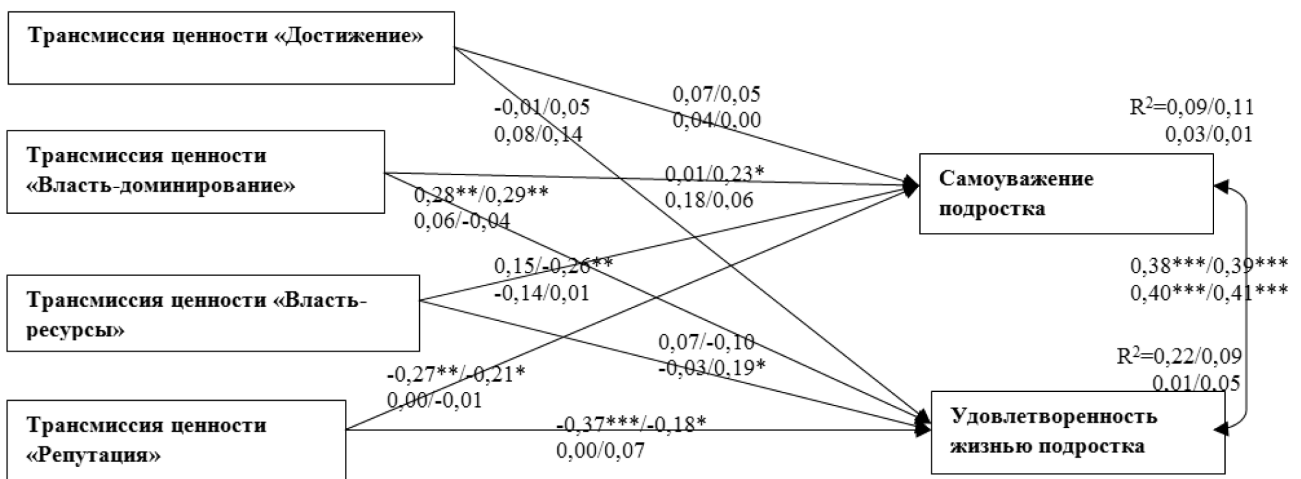 Трансмиссия ценности «Достижение»
-0,01/0,05
0,08/0,14
0,07/0,05
0,04/0,00
R²=0,09/0,11
0,03/0,01
Трансмиссия ценности
«Власть-доминирование»
0,28**/0,29**
0,06/-0,04
0,01/0,23*
0,18/0,06
Самоуважение
подростка
Трансмиссия ценности «Власть-
ресурсы»
0,15/-0,26**
-0,14/0,01
0,38***/0,39***
0,40***/0,41***
0,07/-0,10
-0,03/0,19*
R²=0,22/0,09
0,01/0,05
Трансмиссия ценности
«Репутация»
-0,27**/-0,21*
0,00/-0,01
-0,37***/-0,18*
0,00/0,07
Удовлетворенность
жизнью подростка